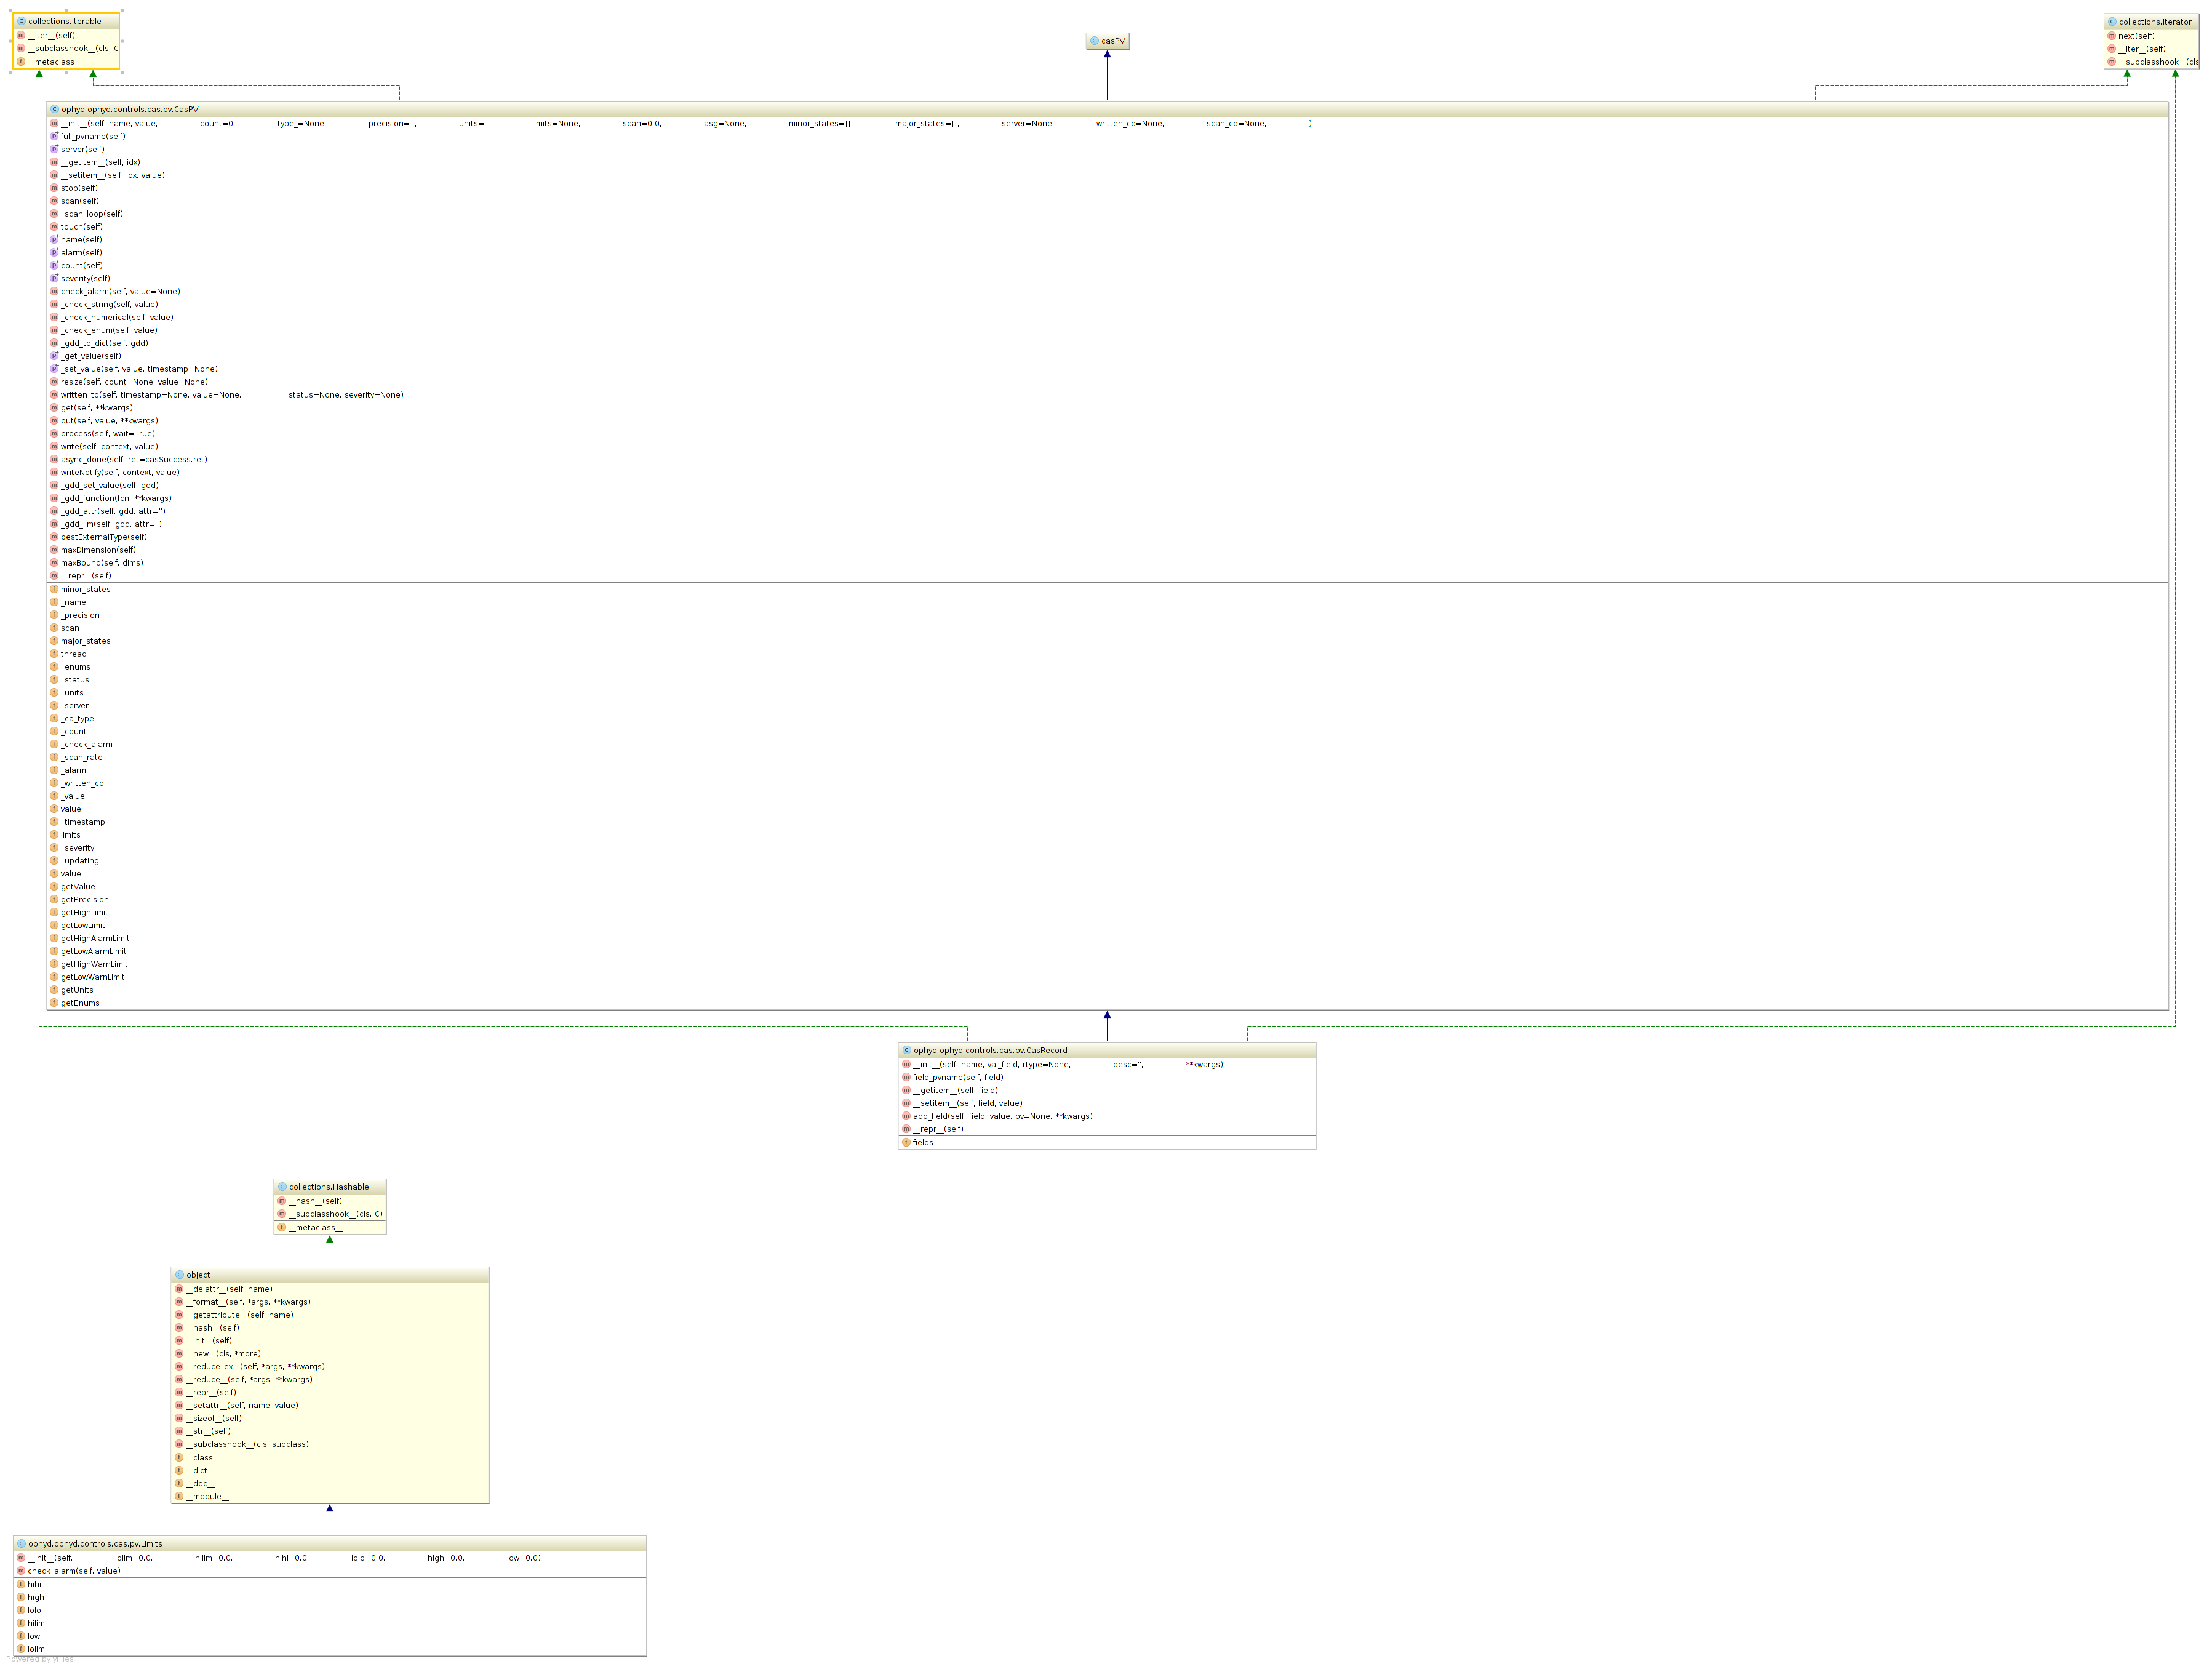 collections.Iterable
__iter__(self)
__subclasshook__(cls, C
__metaclass__
casPV
collections.Iterator
next(self)
__iter__(self)
__subclasshook__(cls
ophyd.ophyd.controls.cas.pv.CasPV
__init__(self, name, value, count=0, type_=None, precision=1, units='', limits=None, scan=0.0, asg=None, minor_states=[], major_states=[], server=None, written_cb=None, scan_cb=None, )
full_pvname(self)
server(self)
__getitem__(self, idx)
__setitem__(self, idx, value)
stop(self)
scan(self)
_scan_loop(self)
touch(self)
name(self)
alarm(self)
count(self)
severity(self)
check_alarm(self, value=None)
_check_string(self, value)
_check_numerical(self, value)
_check_enum(self, value)
_gdd_to_dict(self, gdd)
_get_value(self)
_set_value(self, value, timestamp=None)
resize(self, count=None, value=None)
written_to(self, timestamp=None, value=None, status=None, severity=None)
get(self, **kwargs)
put(self, value, **kwargs)
process(self, wait=True)
write(self, context, value)
async_done(self, ret=casSuccess.ret)
writeNotify(self, context, value)
_gdd_set_value(self, gdd)
_gdd_function(fcn, **kwargs)
_gdd_attr(self, gdd, attr='')
_gdd_lim(self, gdd, attr='')
bestExternalType(self)
maxDimension(self)
maxBound(self, dims)
__repr__(self)
minor_states
_name
_precision
scan
major_states
thread
_enums
_status
_units
_server
_ca_type
_count
_check_alarm
_scan_rate
_alarm
_written_cb
_value
value
_timestamp
limits
_severity
_updating
value
getValue
getPrecision
getHighLimit
getLowLimit
getHighAlarmLimit
getLowAlarmLimit
getHighWarnLimit
getLowWarnLimit
getUnits
getEnums
ophyd.ophyd.controls.cas.pv.CasRecord
__init__(self, name, val_field, rtype=None, desc='', **kwargs)
field_pvname(self, field)
__getitem__(self, field)
__setitem__(self, field, value)
add_field(self, field, value, pv=None, **kwargs)
__repr__(self)
fields
collections.Hashable
__hash__(self)
__subclasshook__(cls, C)
__metaclass__
object
__delattr__(self, name)
__format__(self, *args, **kwargs)
__getattribute__(self, name)
__hash__(self)
__init__(self)
__new__(cls, *more)
__reduce_ex__(self, *args, **kwargs)
__reduce__(self, *args, **kwargs)
__repr__(self)
__setattr__(self, name, value)
__sizeof__(self)
__str__(self)
__subclasshook__(cls, subclass)
__class__
__dict__
__doc__
__module__
ophyd.ophyd.controls.cas.pv.Limits
__init__(self, lolim=0.0, hilim=0.0, hihi=0.0, lolo=0.0, high=0.0, low=0.0)
check_alarm(self, value)
hihi
high
lolo
hilim
low
lolim
Powered by yFiles